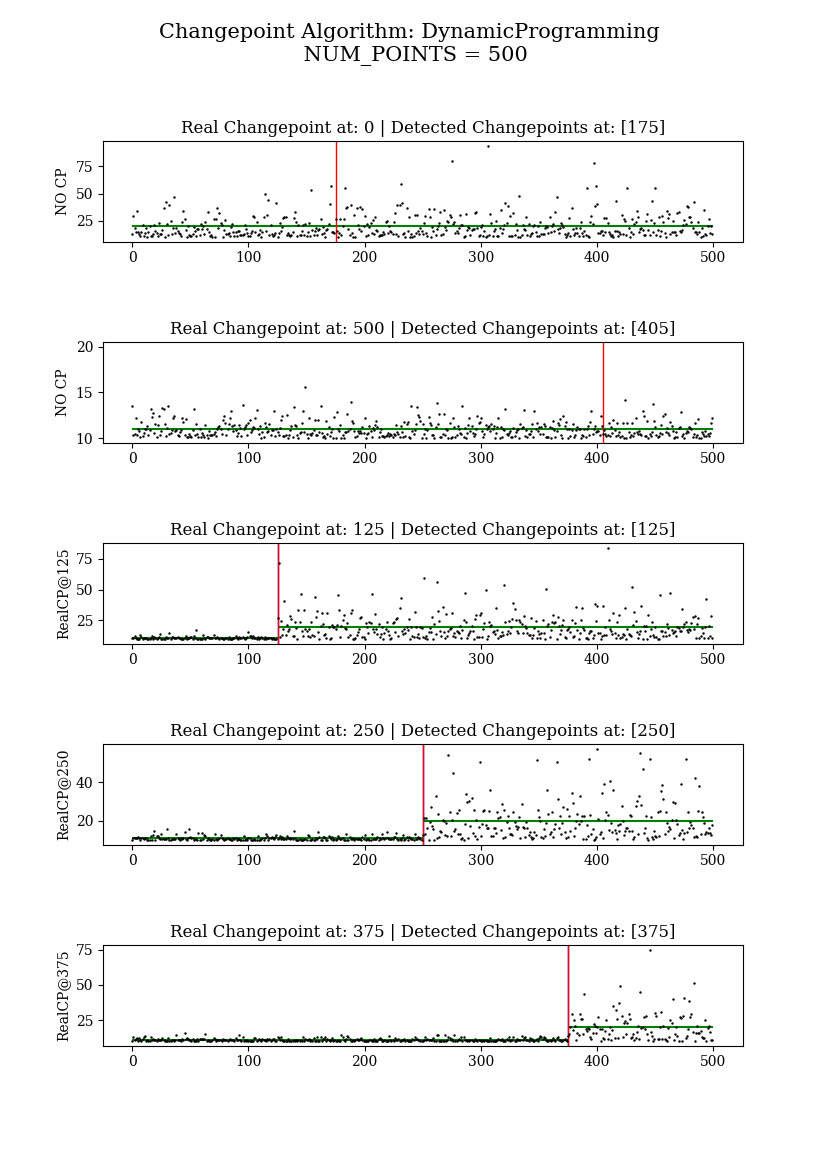 Changepoint Algorithm: DynamicProgramming
NUM_POINTS = 500
Real Changepoint at: 0 | Detected Changepoints at: [175]
NO CP
75
50
25
0 100 200 300 400 500
Real Changepoint at: 500 | Detected Changepoints at: [405]
NO CP
20
15
10
0 100 200 300 400 500
Real Changepoint at: 125 | Detected Changepoints at: [125]
RealCP@125
75
50
25
0 100 200 300 400 500
Real Changepoint at: 250 | Detected Changepoints at: [250]
RealCP@250
40
20
0 100 200 300 400 500
Real Changepoint at: 375 | Detected Changepoints at: [375]
RealCP@375
75
50
25
0 100 200 300 400 500